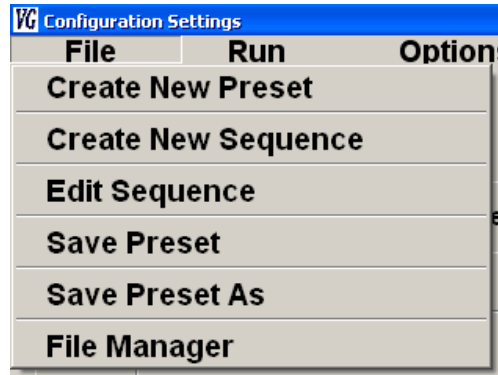 VG Configuration Settings
File Run Option
Create New Preset
Create New Sequence
Edit Sequence
Save Preset
Save Preset As
File Manager